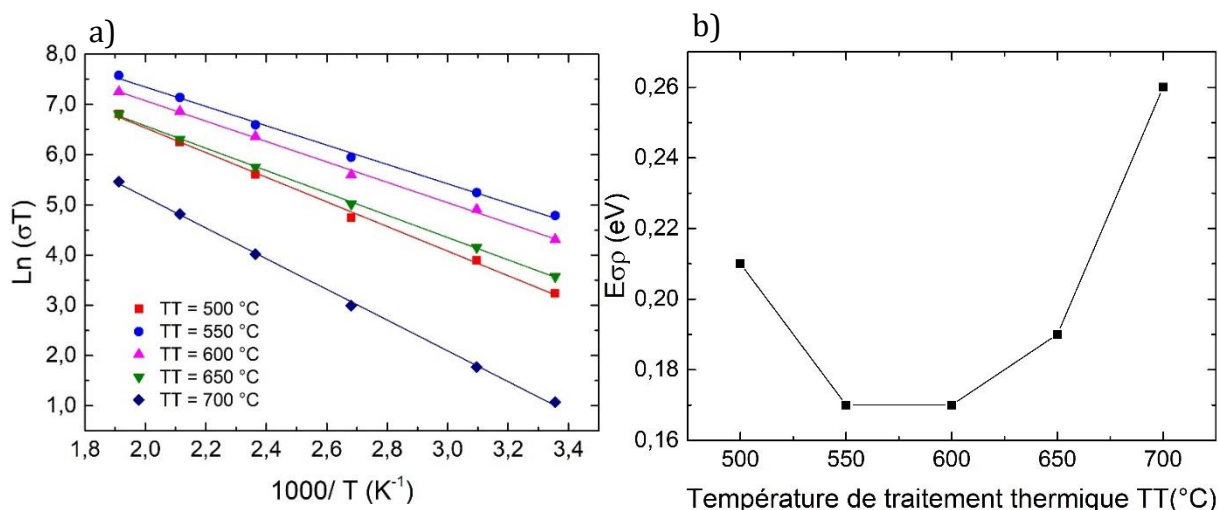 a)
8,0
7,0
6,0
5,0
4,0
3,0
2,0
1,0
Ln (σT)
TT = 500 °C
TT = 550 °C
TT = 600 °C
TT = 650 °C
TT = 700 °C
1,8 2,0 2,2 2,4 2,6 2,8 3,0 3,2 3,4
1000/ T (K⁻¹)
b)
0,26
0,24
0,22
0,20
0,18
0,16
Eσρ (eV)
500 550 600 650 700
Température de traitement thermique TT(°C)